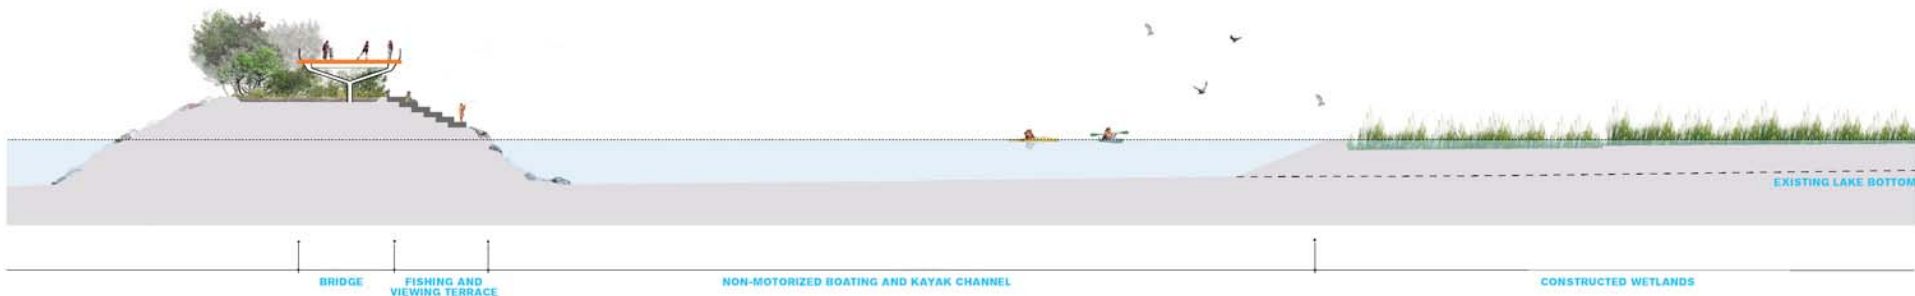 EXISTING LAKE BOTTOM
BRIDGE
FISHING AND
VIEWING TERRACE
NON-MOTORIZED BOATING AND KAYAK CHANNEL
CONSTRUCTED WETLANDS